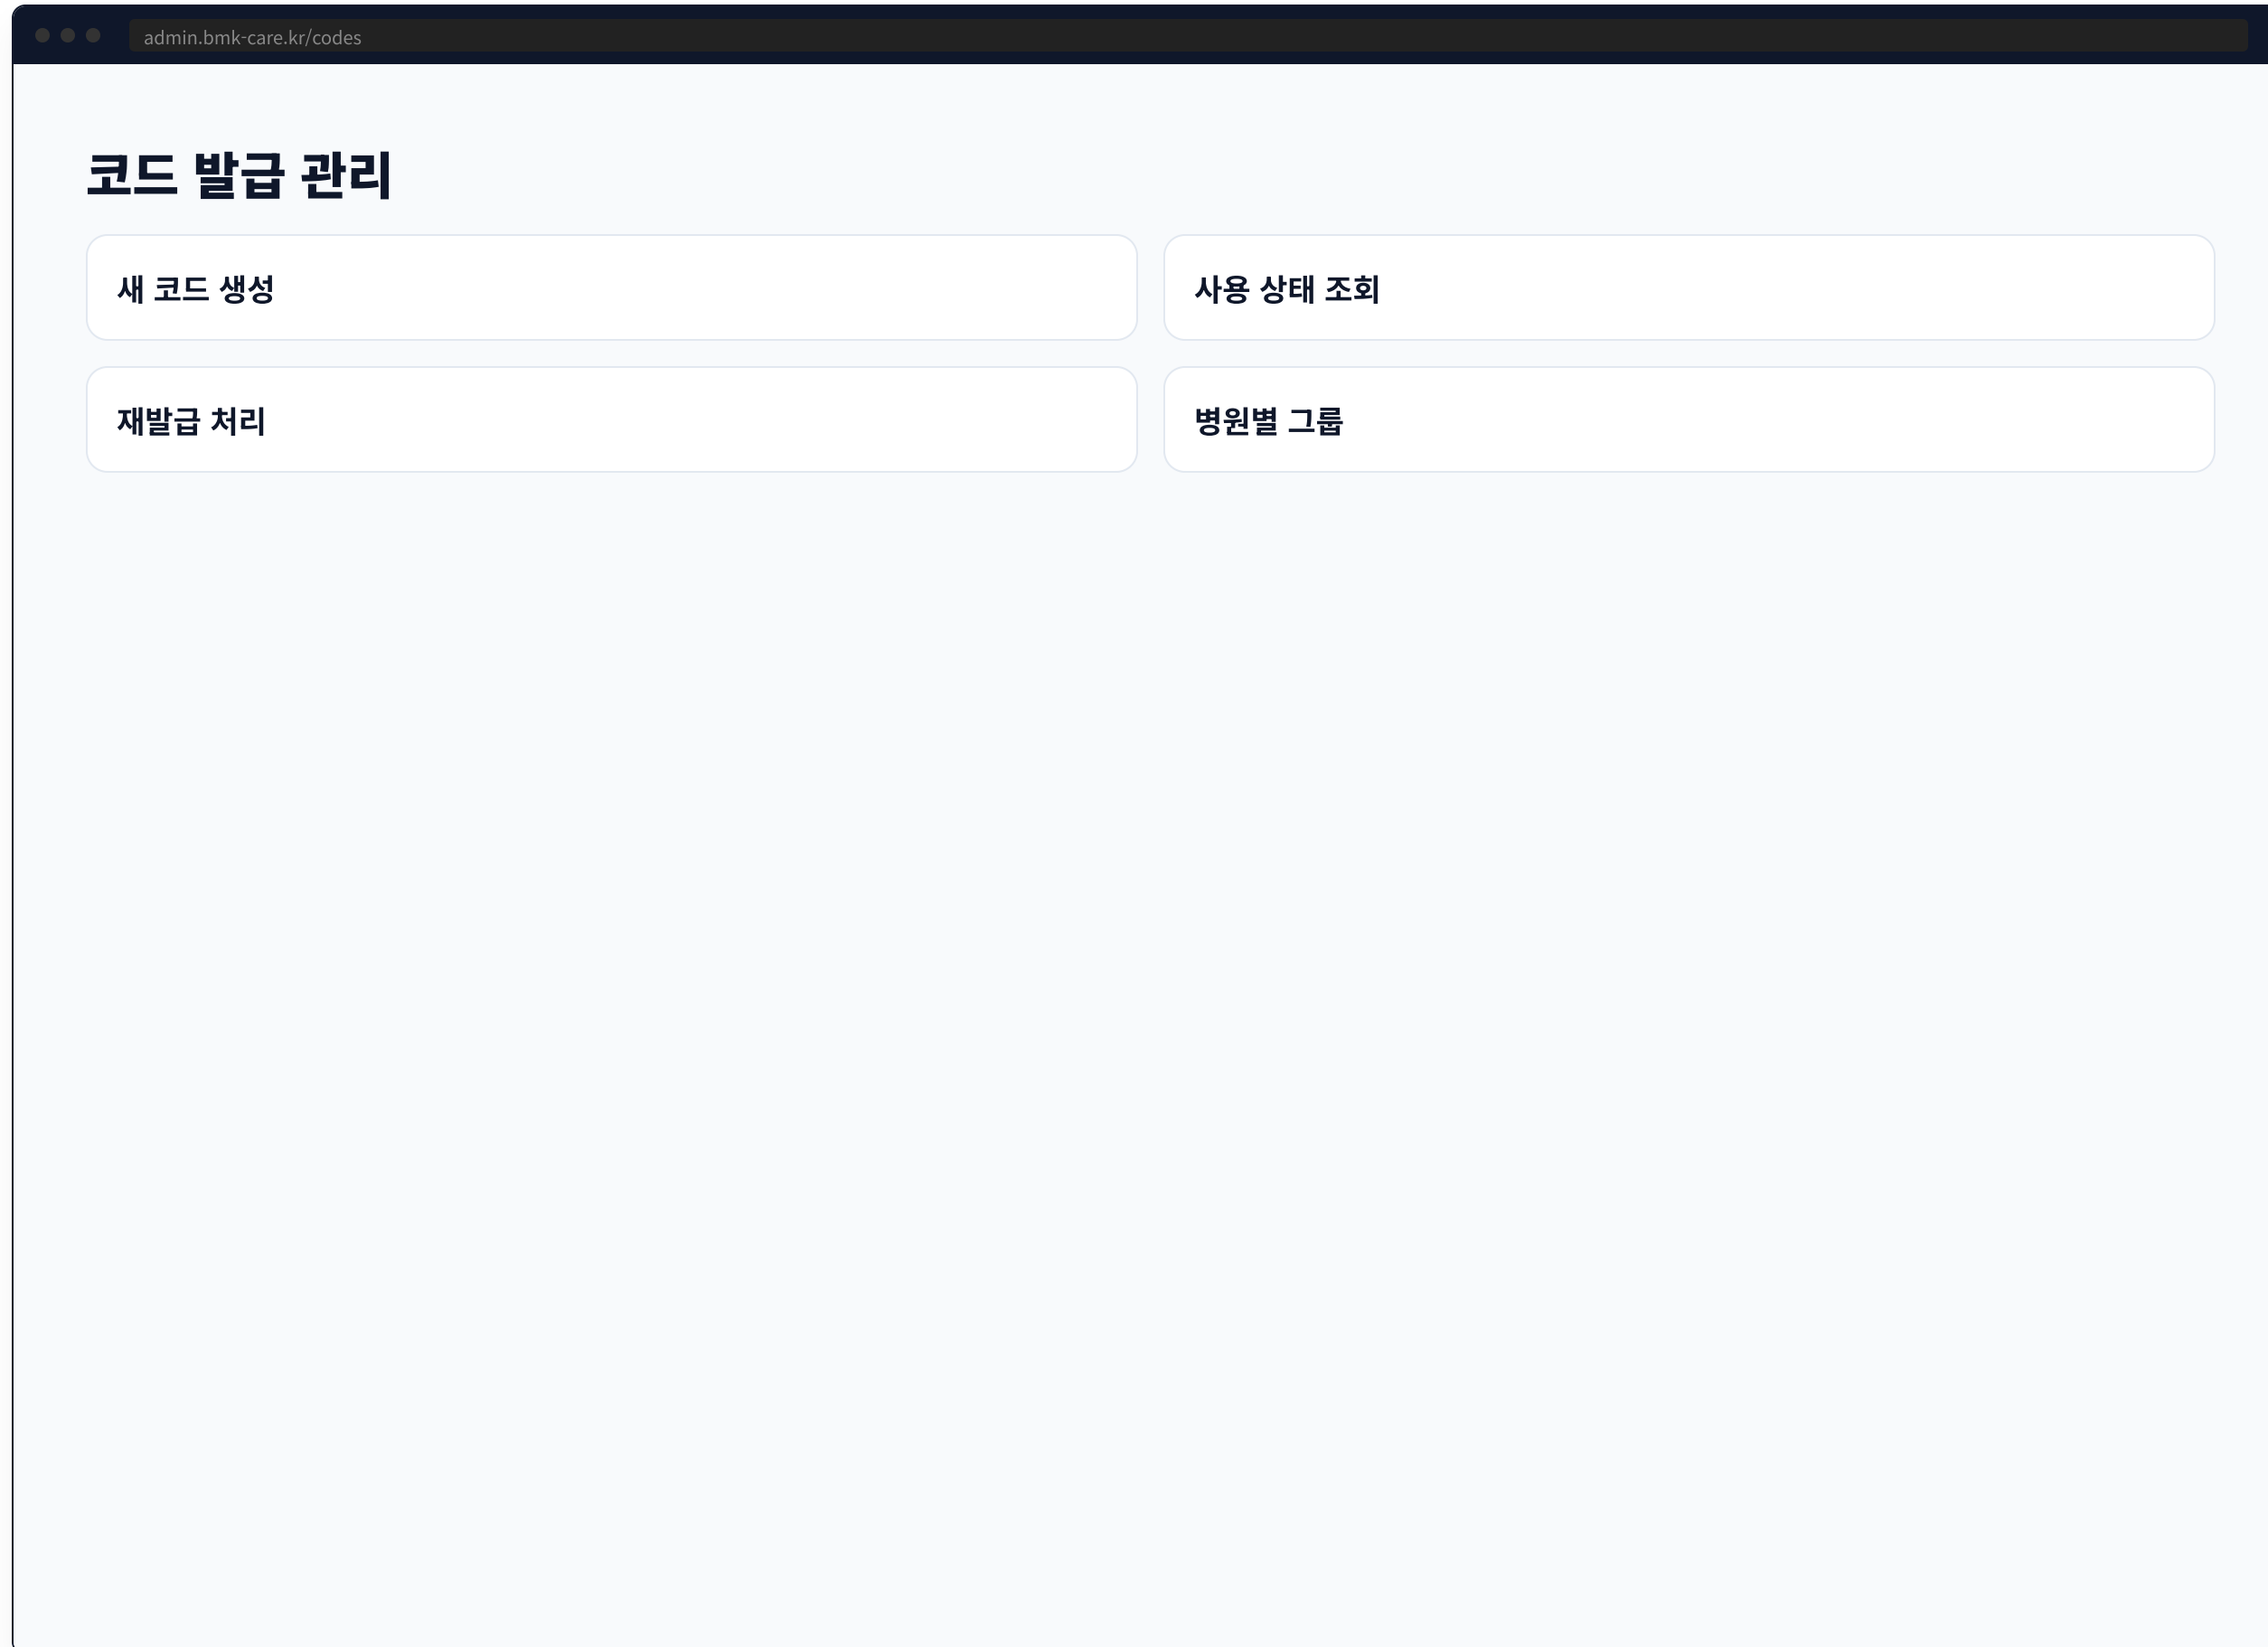 admin.bmk-care.kr/codes
코드 발급 관리
새 코드 생성
사용 상태 조회
재발급 처리
병원별 그룹